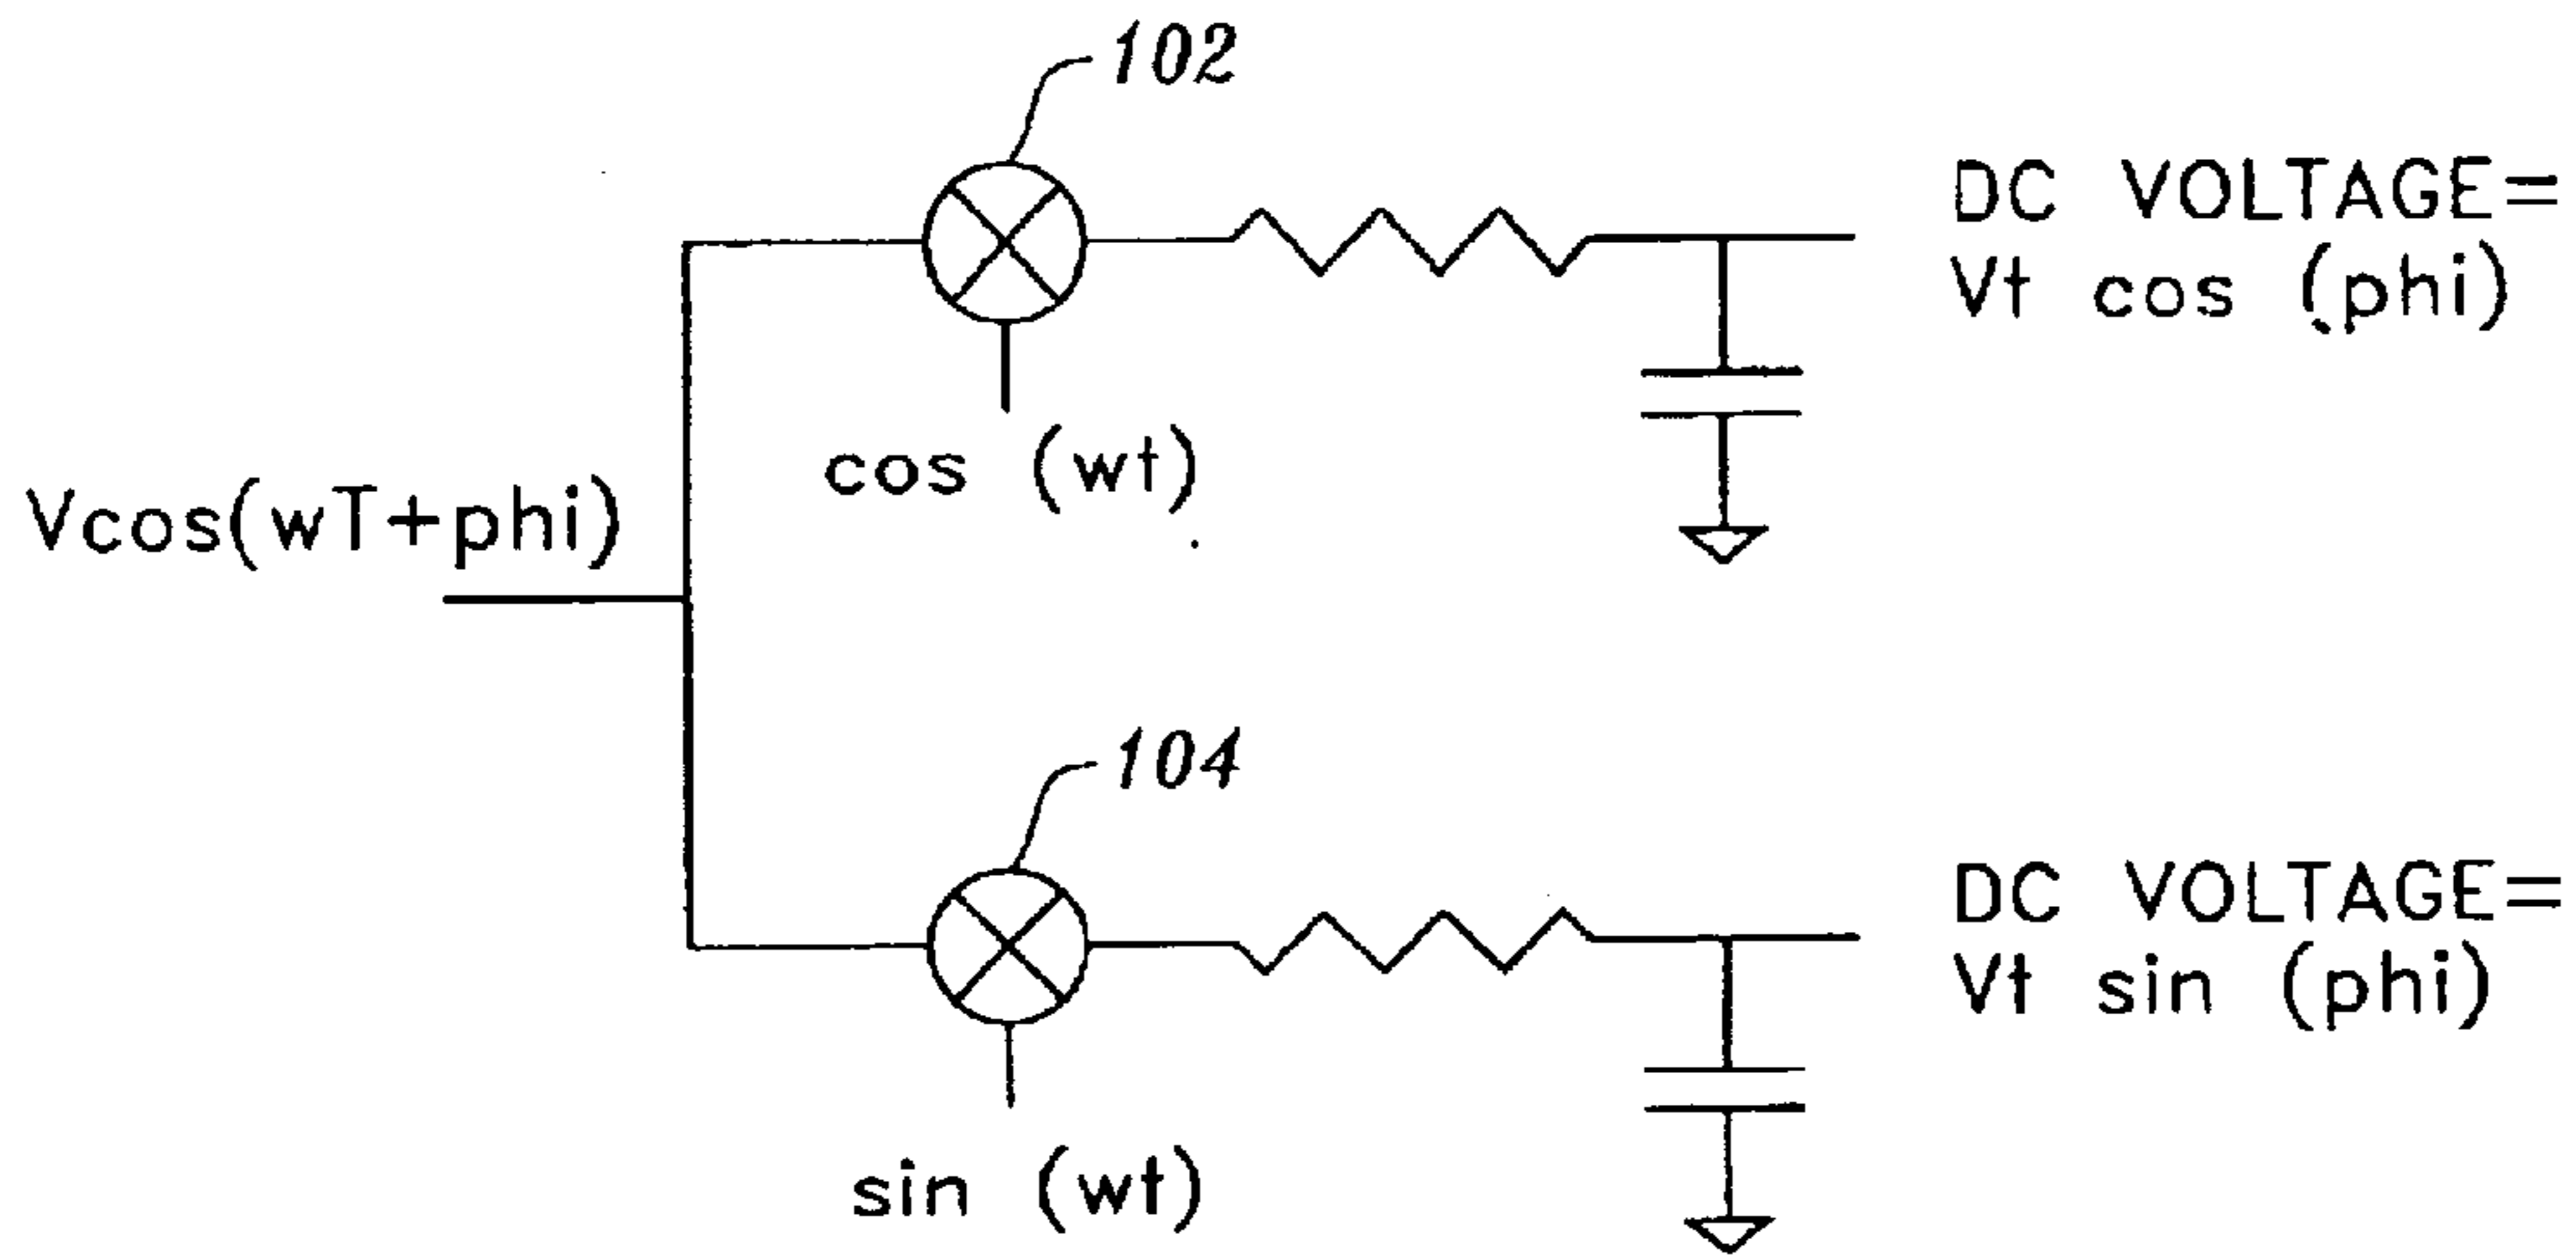 102
DC VOLTAGE=
Vt cos (phi)
cos (wt)
Vcos(wT+phi)
104
DC VOLTAGE=
Vt sin (phi)
sin (wt)